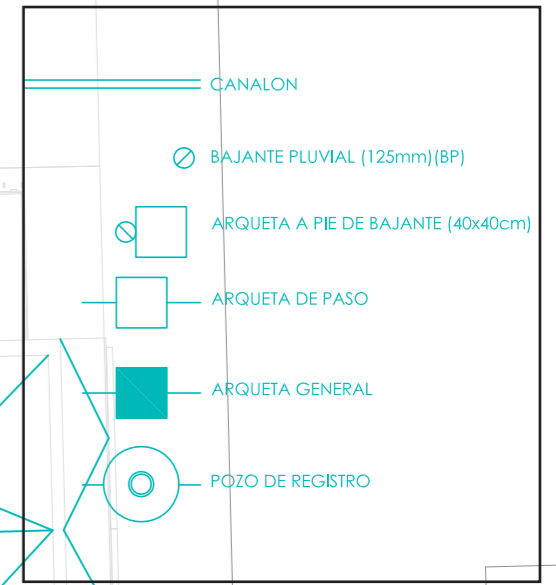 CANALON
BAJANTE PLUVIAL (125mm)(BP)
ARQUETA A PIE DE BAJANTE (40x40cm)
ARQUETA DE PASO
ARQUETA GENERAL
POZO DE REGISTRO